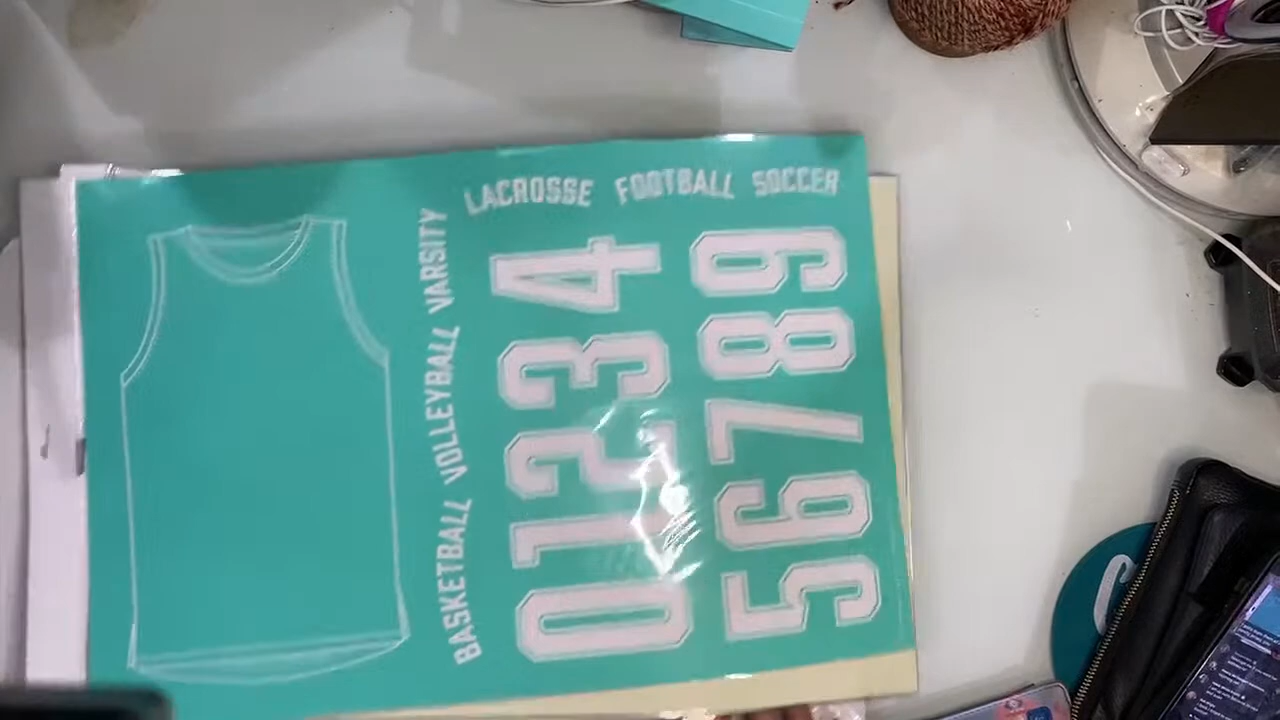 LACROSSE FOOTBALL SOCCER
BASKETBALL VOLLEYBALL VARSITY
01234
56789